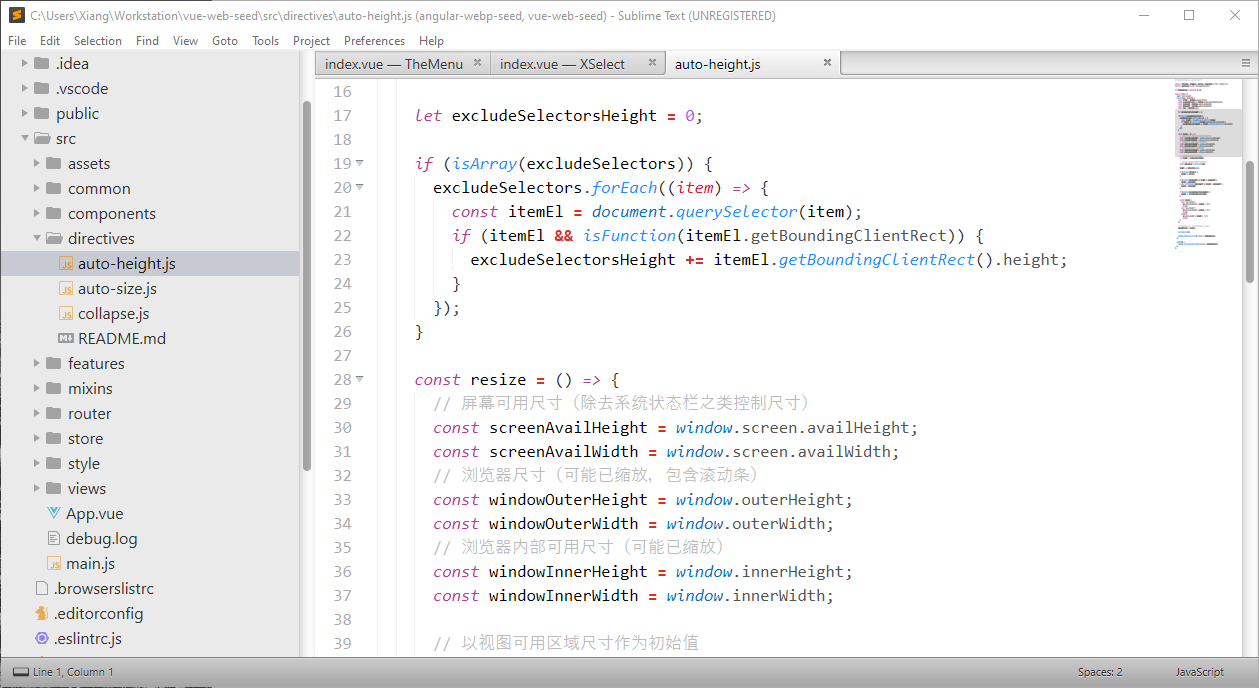 C:\Users\Xiang\Workstation\vue-web-seed\src\directives\auto-height.js (angular-webp-seed, vue-web-seed) - Sublime Text (UNREGISTERED)
File Edit Selection Find View Goto Tools Project Preferences Help
.idea
.vscode
public
src
assets
common
components
directives
auto-height.js
auto-size.js
collapse.js
README.md
features
mixins
router
store
style
views
App.vue
debug.log
main.js
.browserslistrc
.editorconfig
.eslintrc.js
index.vue — TheMenu index.vue — XSelect auto-height.js
16
17 let excludeSelectorsHeight = 0;
18
19 if (isArray(excludeSelectors)) {
20 excludeSelectors.forEach((item) => {
21 const itemEl = document.querySelector(item);
22 if (itemEl && isFunction(itemEl.getBoundingClientRect)) {
23 excludeSelectorsHeight += itemEl.getBoundingClientRect().height;
24 }
25 });
26 }
27
28 const resize = () => {
29 // 屏幕可用尺寸（除去系统状态栏之类控制尺寸）
30 const screenAvailHeight = window.screen.availHeight;
31 const screenAvailWidth = window.screen.availWidth;
32 // 浏览器尺寸（可能已缩放，包含滚动条）
33 const windowOuterHeight = window.outerHeight;
34 const windowOuterWidth = window.outerWidth;
35 // 浏览器内部可用尺寸（可能已缩放）
36 const windowInnerHeight = window.innerHeight;
37 const windowInnerWidth = window.innerWidth;
38
39 // 以视图可用区域尺寸作为初始值
Line 1, Column 1 Spaces: 2 JavaScript